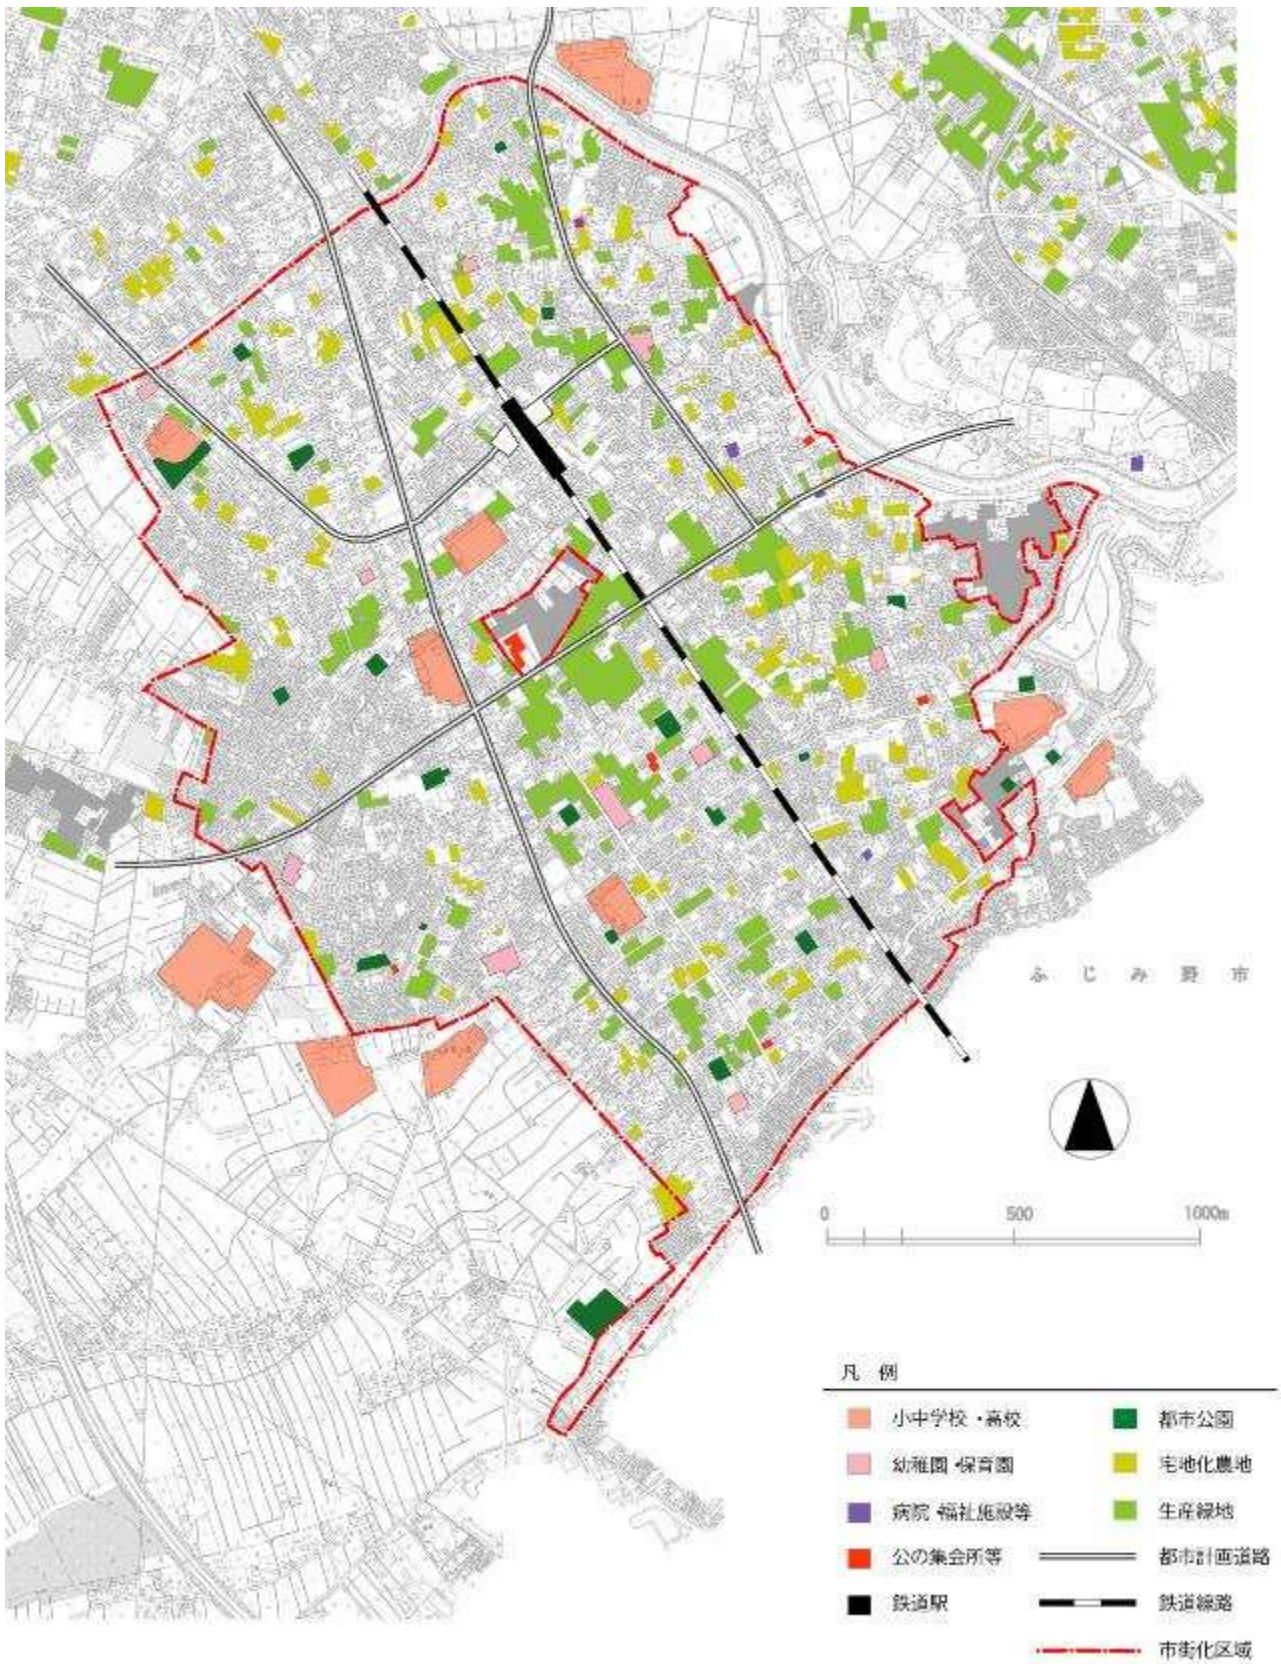 ふじみ野市
0 500 1000m
凡例
小中学校・高校
都市公園
幼稚園・保育園
宅地化農地
病院・福祉施設等
生産緑地
公の集会所等
都市計画道路
鉄道駅
鉄道線路
市街化区域